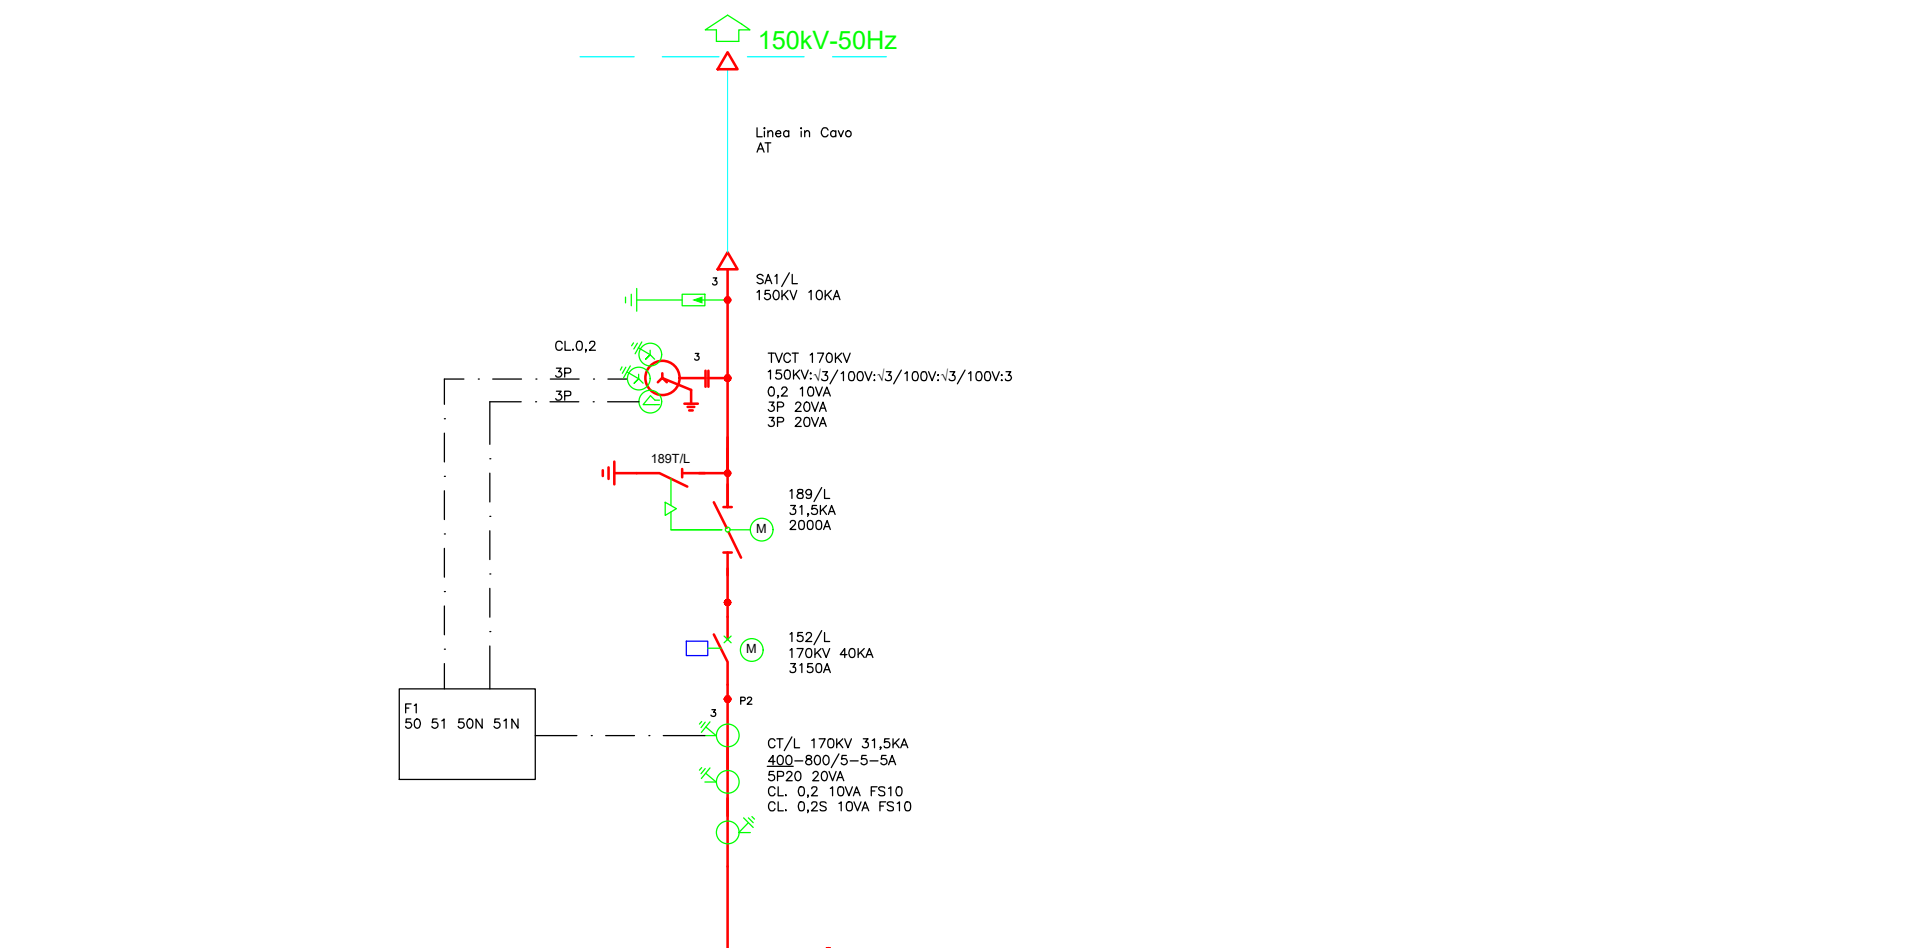 150kV-50Hz
Linea in Cavo
AT
3
SA1/L
150KV 10KA
CL.0,2
3P
3P
3
TVCT 170KV
150KV:√3/100V:√3/100V:√3/100V:3
0,2 10VA
3P 20VA
3P 20VA
189T/L
189/L
31,5KA
2000A
M
152/L
170KV 40KA
3150A
M
P2
3
F1
50 51 50N 51N
CT/L 170KV 31,5KA
400-800/5-5-5A
5P20 20VA
CL. 0,2 10VA FS10
CL. 0,2S 10VA FS10